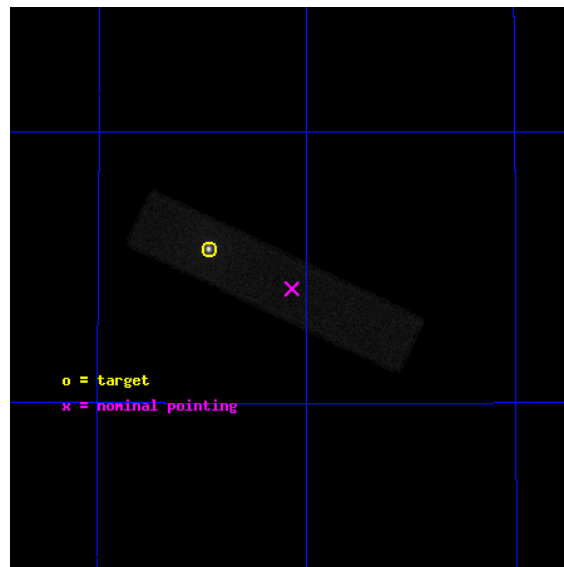 o = target
x = nominal pointing